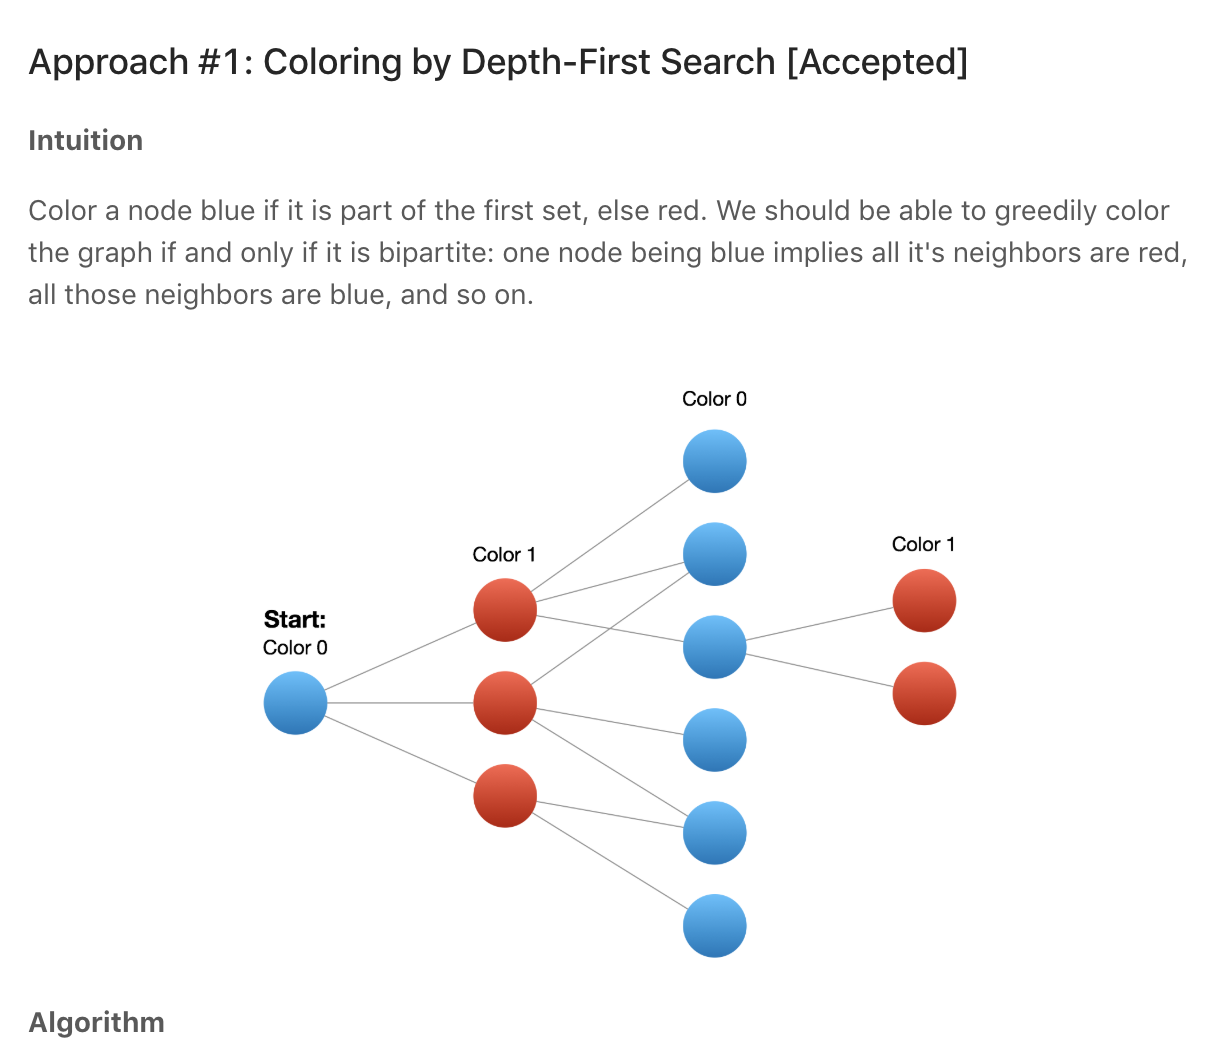 Approach #1: Coloring by Depth-First Search [Accepted]
Intuition
Color a node blue if it is part of the first set, else red. We should be able to greedily color
the graph if and only if it is bipartite: one node being blue implies all it's neighbors are red,
all those neighbors are blue, and so on.
Color 0
Color 1
Color 1
Start:
Color 0
Algorithm